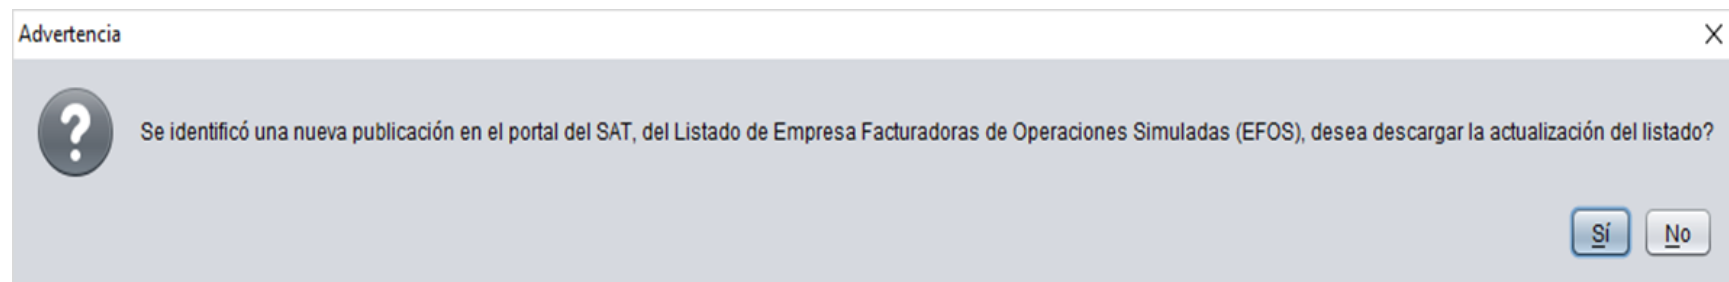 Advertencia
Se identificó una nueva publicación en el portal del SAT, del Listado de Empresa Facturadoras de Operaciones Simuladas (EFOS), desea descargar la actualización del listado?
Sí No